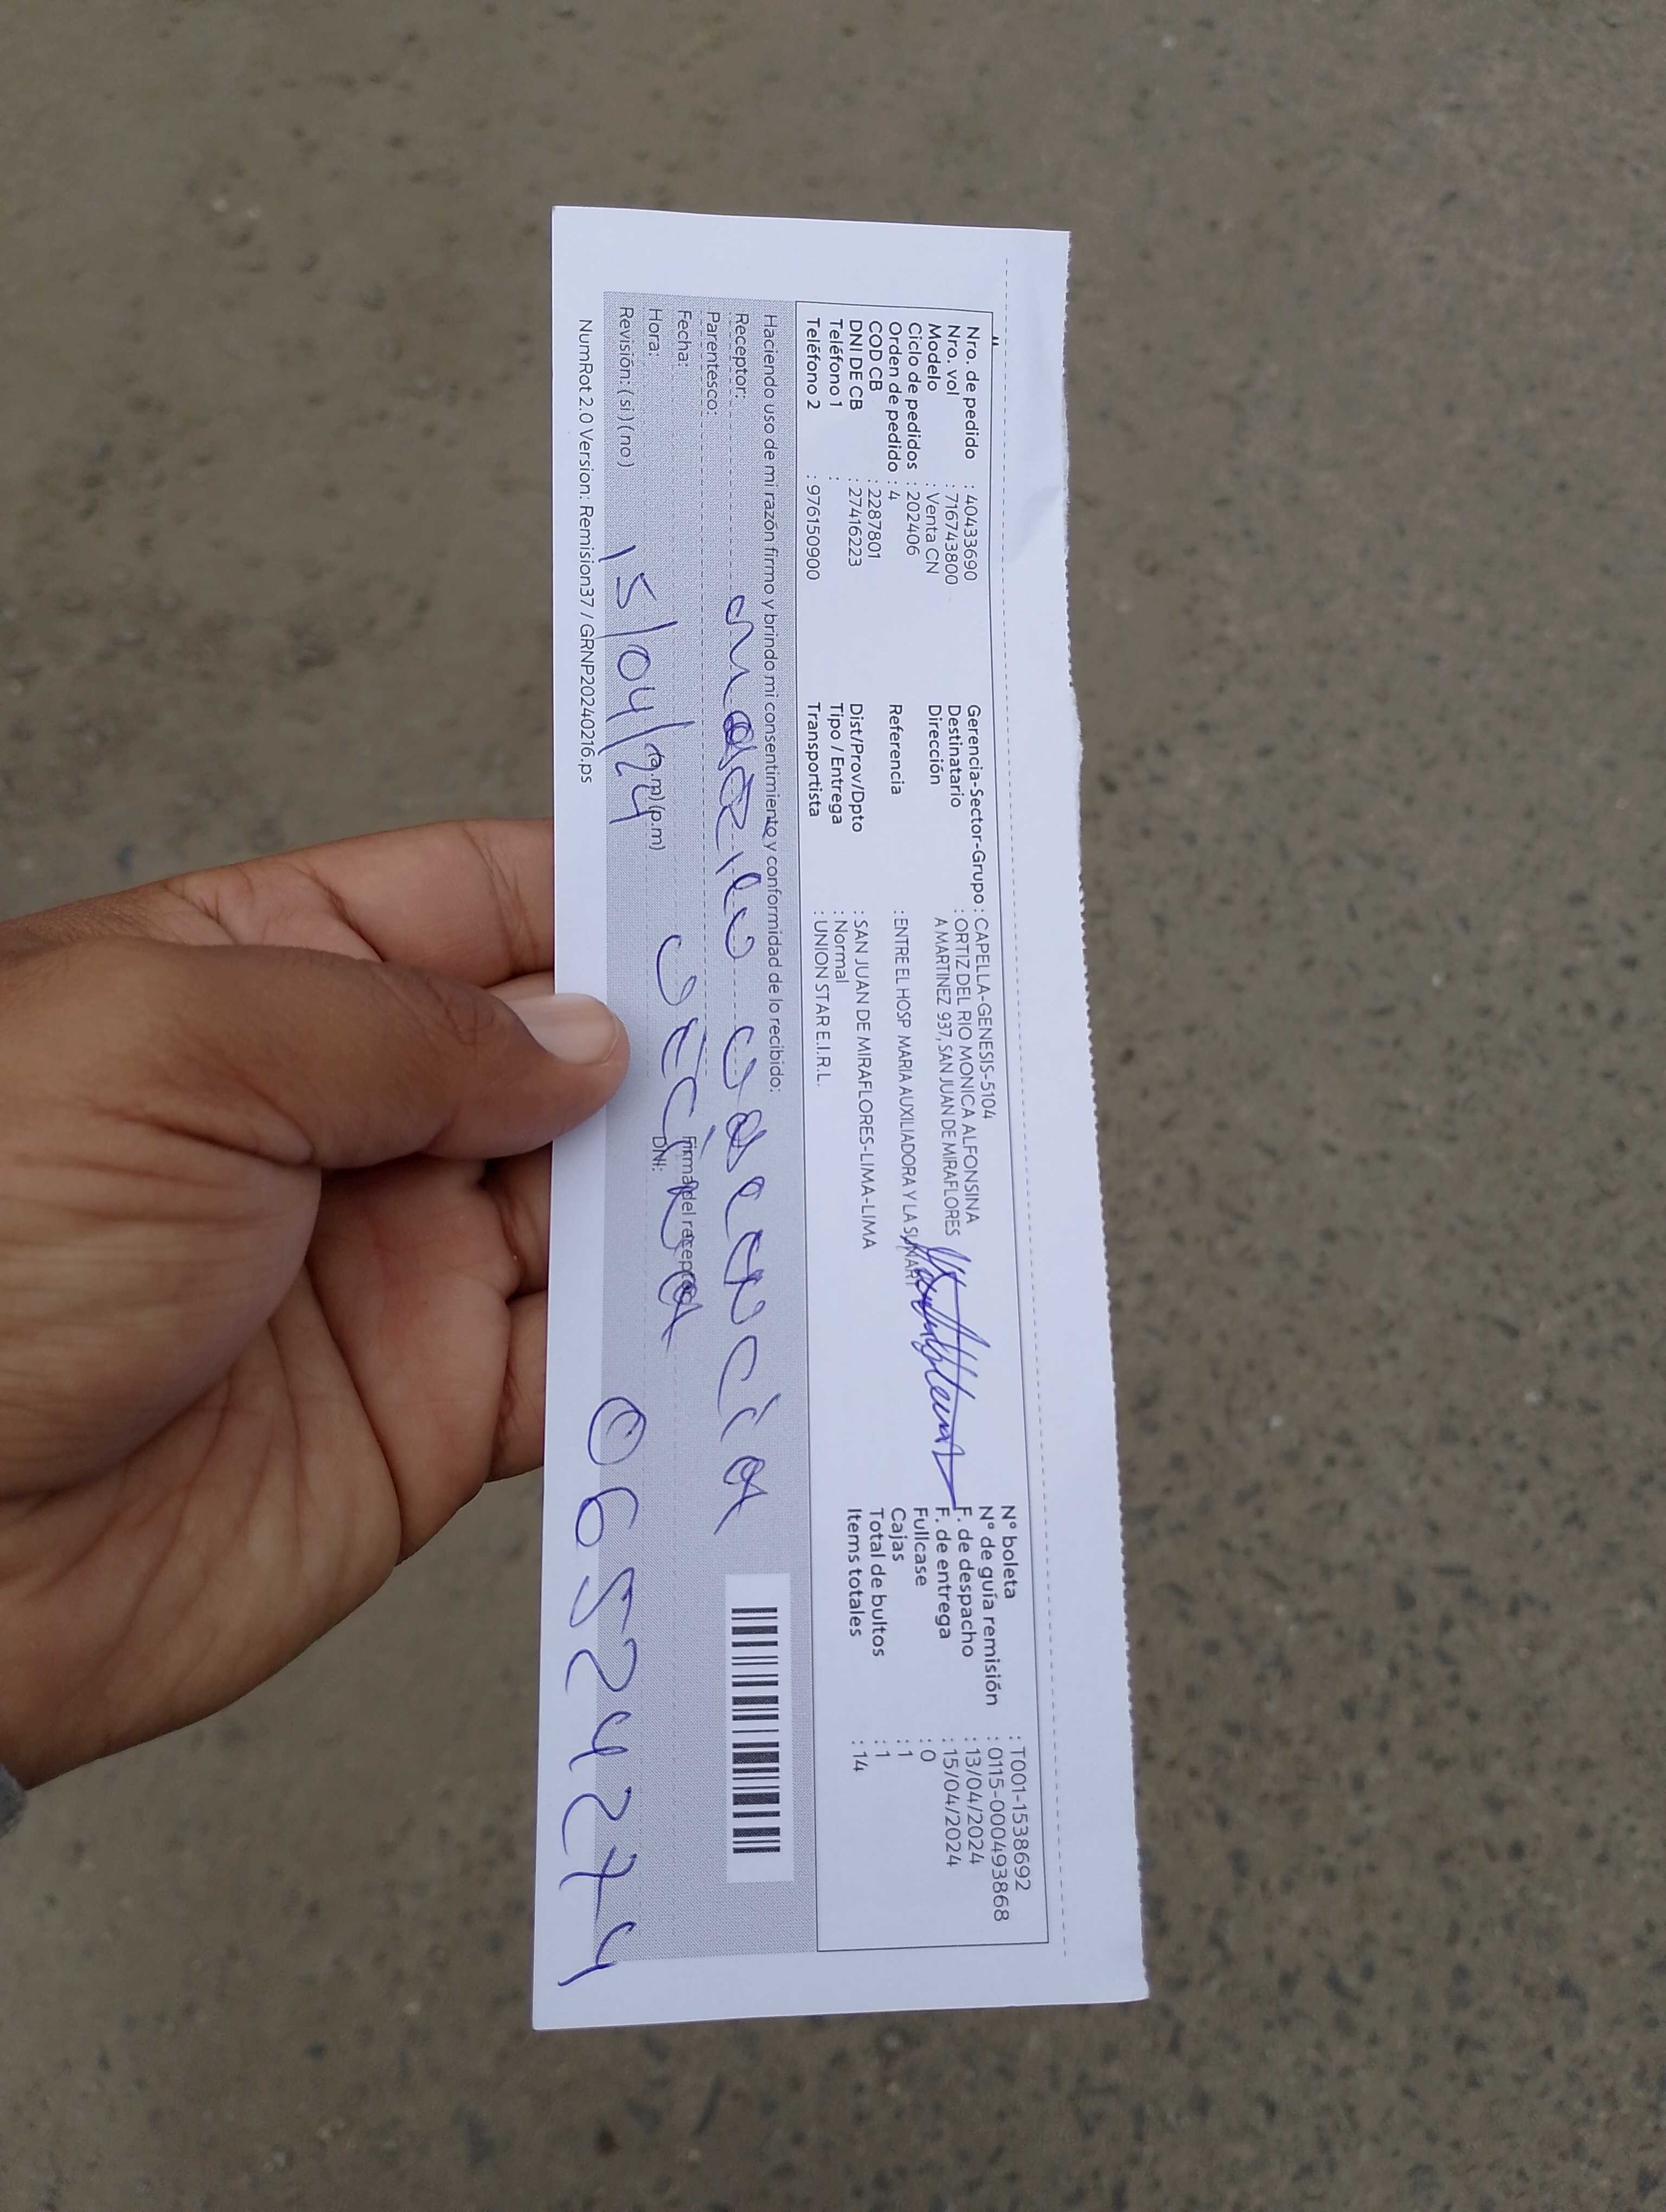 Nro. de pedido : 40433690
Nro. vol : 716743800
Modelo : Venta CN
Ciclo de pedidos : 202406
Orden de pedido : 4
COD CB : 2287801
DNI DE CB : 27416223
Teléfono 1 :
Teléfono 2 : 976150900
Gerencia-Sector-Grupo : CAPELLA-GENESIS-5104
Destinatario : ORTIZ DEL RIO MONICA ALFONSINA
Dirección A MARTINEZ 937, SAN JUAN DE MIRAFLORES
Referencia : ENTRE EL HOSP MARIA AUXILIADORA Y LA
Dist/Prov/Dpto : SAN JUAN DE MIRAFLORES-LIMA-LIMA
Tipo / Entrega : Normal
Transportista : UNION STAR E.I.R.L.
N° boleta : T001-1538692
N° de guía remisión : 0115-000493868
F. de despacho : 13/04/2024
F. de entrega : 15/04/2024
Fullcase : 0
Cajas : 1
Total de bultos : 1
Items totales : 14
Haciendo uso de mi razón firmo y brindo mi consentimiento y conformidad de lo recibido:
Receptor:
Parentesco:
Fecha:
Hora: (a.m) (p.m)
Revisión: (si) (no) 15/04/24
Firma del receptor
DNI:
06524274
NumRot 2.0 Version: Remision37 / GRNP20240216.ps